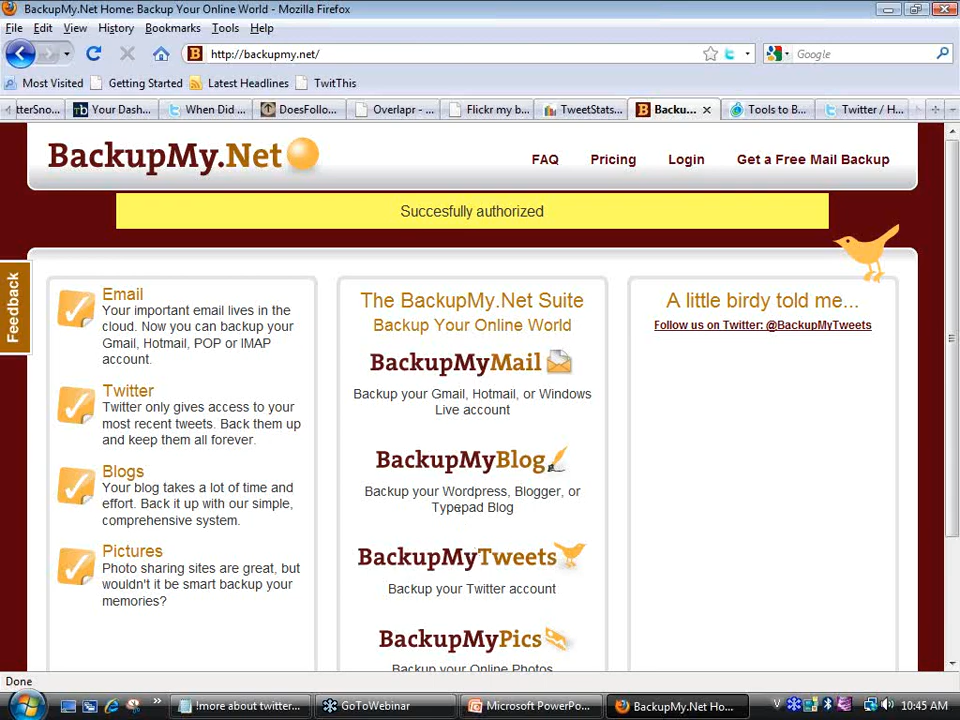 BackupMy.Net Home: Backup Your Online World - Mozilla Firefox
File Edit View History Bookmarks Tools Help
http://backupmy.net/
Google
Most Visited Getting Started Latest Headlines TwitThis
tterSno... Your Dash... When Did ... DoesFollo... Overlapr - ... Flickr my b... TweetStats... Backu... Tools to B... Twitter / H...
BackupMy.Net
FAQ Pricing Login Get a Free Mail Backup
Succesfully authorized
Feedback
Email
Your important email lives in the
cloud. Now you can backup your
Gmail, Hotmail, POP or IMAP
account.
Twitter
Twitter only gives access to your
most recent tweets. Back them up
and keep them all forever.
Blogs
Your blog takes a lot of time and
effort. Back it up with our simple,
comprehensive system.
Pictures
Photo sharing sites are great, but
wouldn't it be smart backup your
memories?
The BackupMy.Net Suite
Backup Your Online World
BackupMyMail
Backup your Gmail, Hotmail, or Windows
Live account
BackupMyBlog
Backup your Wordpress, Blogger, or
Typepad Blog
BackupMyTweets
Backup your Twitter account
BackupMyPics
Backup your Online Photos
A little birdy told me...
Follow us on Twitter: @BackupMyTweets
Done
!more about twitter... GoToWebinar Microsoft PowerPo... BackupMy.Net Ho... 10:45 AM